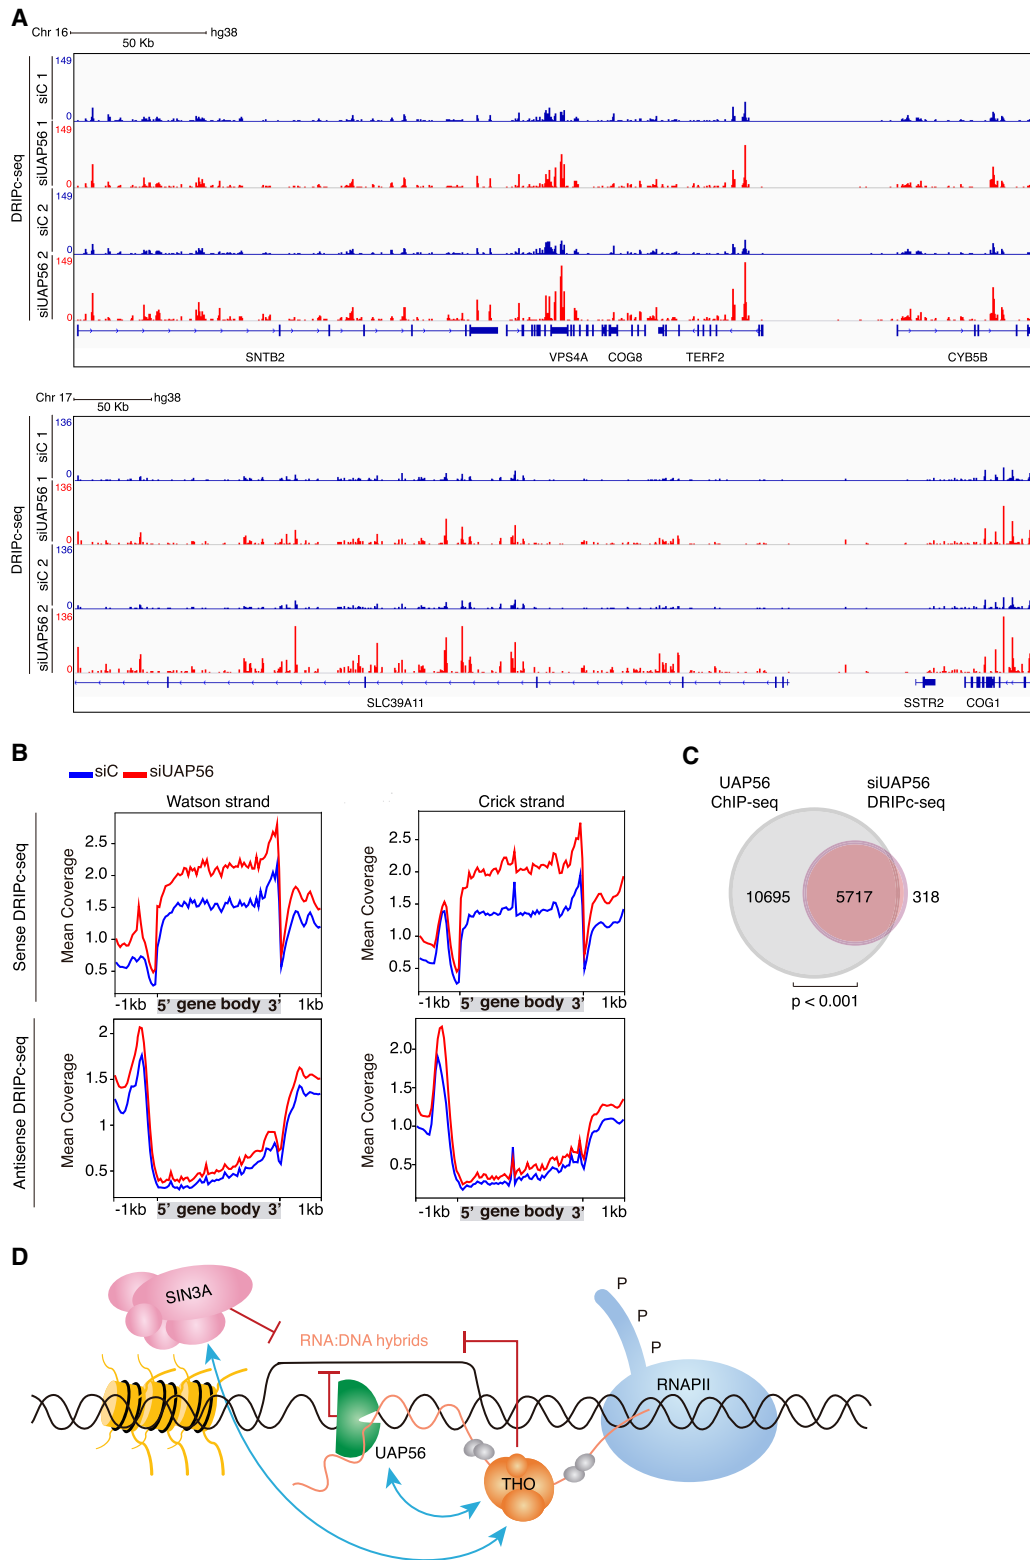 A
Chr 16
50 Kb
hg38
DRIPc-seq
siC 1
149
0
siUAP56 1
149
0
siC 2
149
0
siUAP56 2
149
0
SNTB2
VPS4A
COG8
TERF2
CYB5B
Chr 17
50 Kb
hg38
DRIPc-seq
siC 1
136
0
siUAP56 1
136
0
siC 2
136
0
siUAP56 2
136
0
SLC39A11
SSTR2
COG1
B
siC
siUAP56
Watson strand
Crick strand
Sense DRIPc-seq
Mean Coverage
2.5
2.0
1.5
1.0
0.5
-1kb
5' gene body 3'
1kb
Mean Coverage
2.5
2.0
1.5
1.0
0.5
-1kb
5' gene body 3'
1kb
Antisense DRIPc-seq
Mean Coverage
2
1.5
1
0.5
-1kb
5' gene body 3'
1kb
Mean Coverage
2.0
1.5
1.0
0.5
-1kb
5' gene body 3'
1kb
C
UAP56
ChIP-seq
siUAP56
DRIPc-seq
10695
5717
318
p < 0.001
D
SIN3A
RNA:DNA hybrids
P
P
P
RNAPII
UAP56
THO